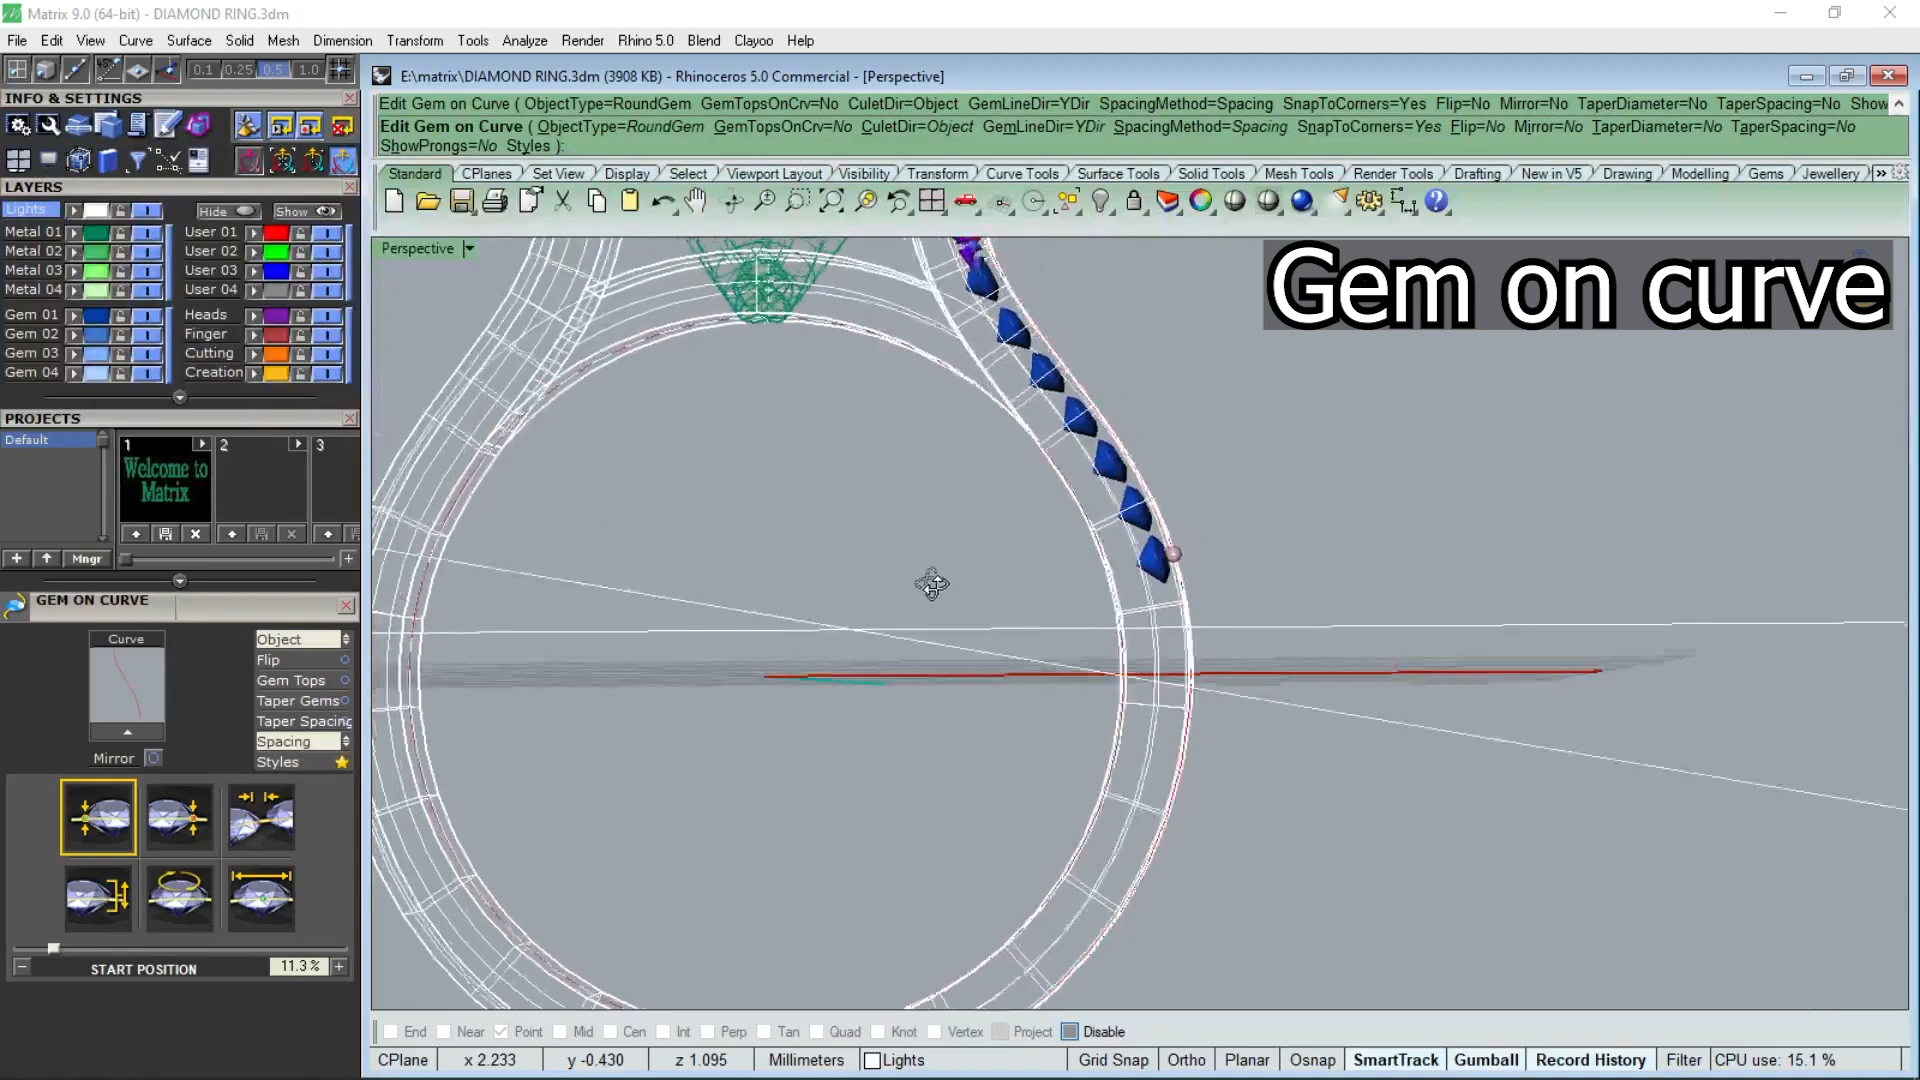 Matrix 9.0 (64-bit) - DIAMOND RING.3dm
File Edit View Curve Surface Solid Mesh Dimension Transform Tools Analyze Render Rhino 5.0 Blend Clayoo Help
0.1 0.25 0.5 1.0
E:\matrix\DIAMOND RING.3dm (3908 KB) - Rhinoceros 5.0 Commercial - [Perspective]
INFO & SETTINGS
Edit Gem on Curve ( ObjectType=RoundGem GemTopsOnCrv=No CuletDir=Object GemLineDir=YDir SpacingMethod=Spacing SnapToCorners=Yes Flip=No Mirror=No TaperDiameter=No TaperSpacing=No Show
Edit Gem on Curve ( ObjectType=RoundGem GemTopsOnCrv=No CuletDir=Object GemLineDir=YDir SpacingMethod=Spacing SnapToCorners=Yes Flip=No Mirror=No TaperDiameter=No TaperSpacing=No
ShowProngs=No Styles ):
Standard CPlanes Set View Display Select Viewport Layout Visibility Transform Curve Tools Surface Tools Solid Tools Mesh Tools Render Tools Drafting New in V5 Drawing Modelling Gems Jewellery »
LAYERS
Lights Hide Show
Metal 01 User 01
Metal 02 User 02
Metal 03 User 03
Metal 04 User 04
Gem 01 Heads
Gem 02 Finger
Gem 03 Cutting
Gem 04 Creation
Perspective
Gem on curve
PROJECTS
Default
1 2 3
Welcome to
Matrix
+ Mngr +
GEM ON CURVE
Curve
Object
Flip
Gem Tops
Taper Gems
Taper Spacing
Spacing
Mirror
Styles
START POSITION 11.3 %
End Near Point Mid Cen Int Perp Tan Quad Knot Vertex Project Disable
CPlane x 2.233 y -0.430 z 1.095 Millimeters Lights Grid Snap Ortho Planar Osnap SmartTrack Gumball Record History Filter CPU use: 15.1 %